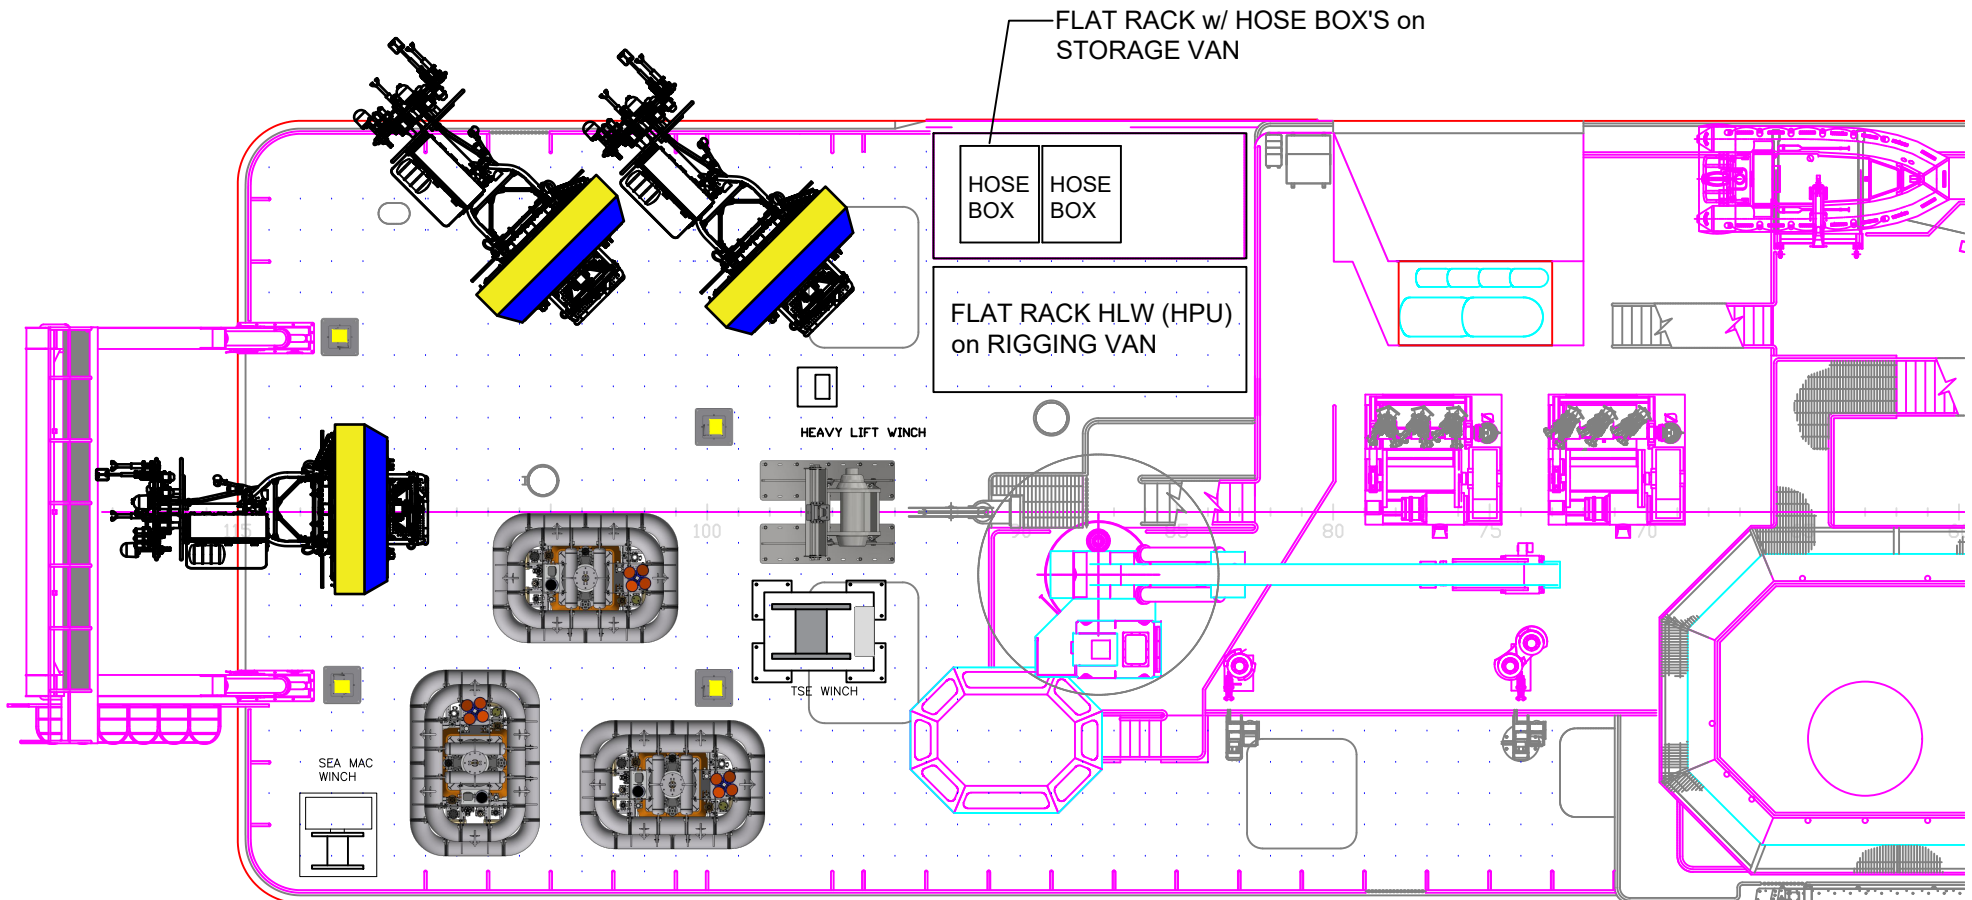 FLAT RACK w/ HOSE BOX'S on
STORAGE VAN
HOSE
BOX
HOSE
BOX
FLAT RACK HLW (HPU)
on RIGGING VAN
HEAVY LIFT WINCH
115
100
80
75
70
TSE WINCH
SEA MAC
WINCH